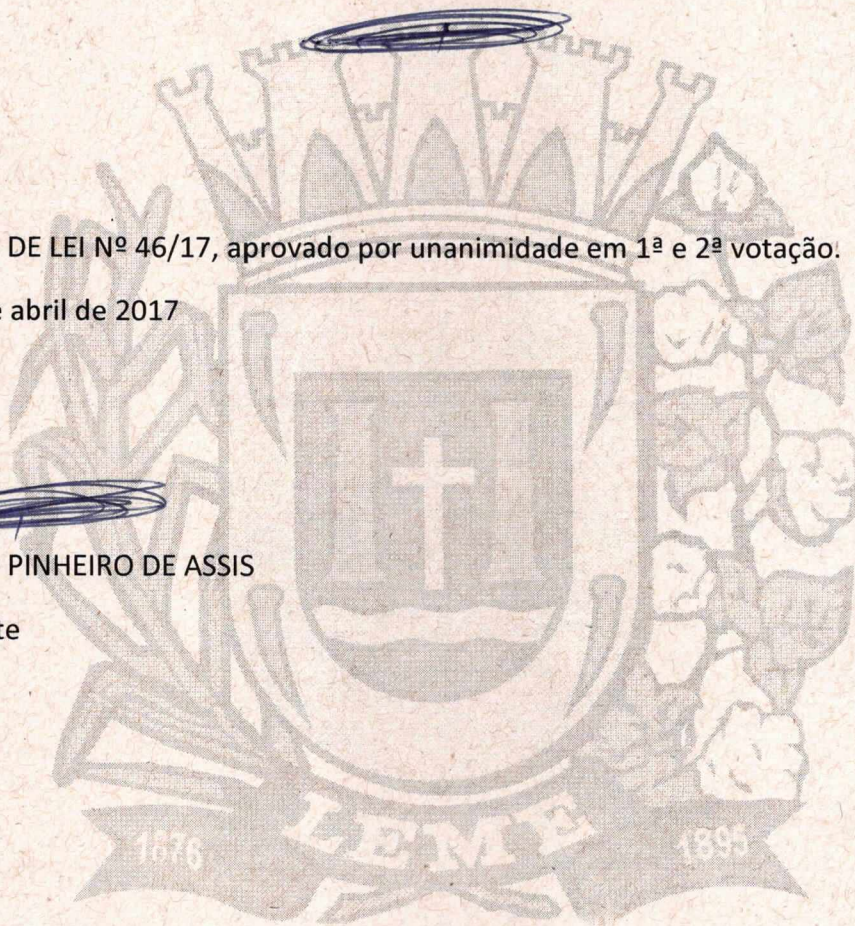 DE LEI Nº 46/17, aprovado por unanimidade em 1ª e 2ª votação.
e abril de 2017
PINHEIRO DE ASSIS
te
1876 LEME 1895